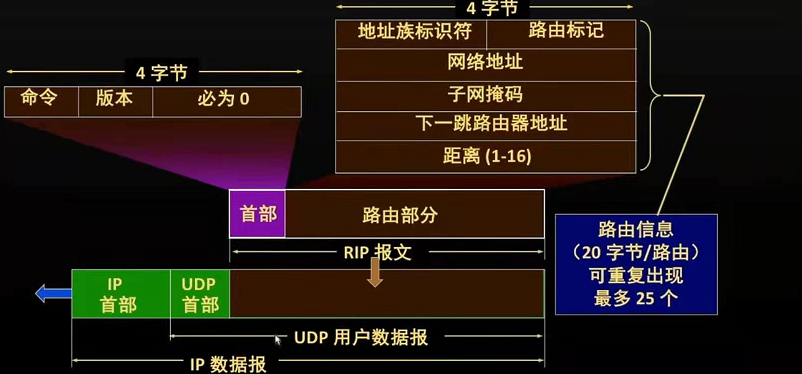 4 字节
地址族标识符 路由标记
网络地址
子网掩码
下一跳路由器地址
距离 (1-16)
4 字节
命令 版本 必为 0
首部 路由部分
RIP 报文
路由信息
（20 字节/路由）
可重复出现
最多 25 个
IP
首部
UDP
首部
UDP 用户数据报
IP 数据报